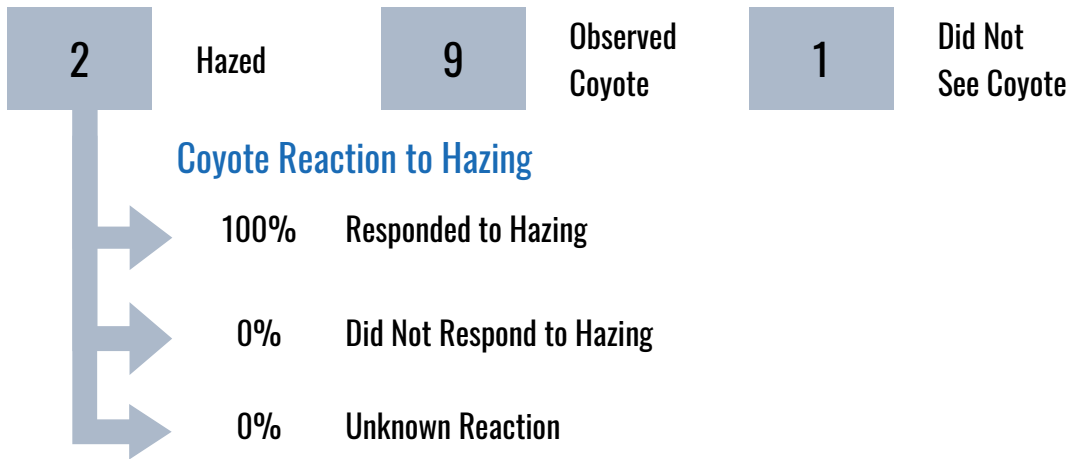 2 Hazed 9 Observed Coyote 1 Did Not See Coyote
Coyote Reaction to Hazing
100% Responded to Hazing
0% Did Not Respond to Hazing
0% Unknown Reaction